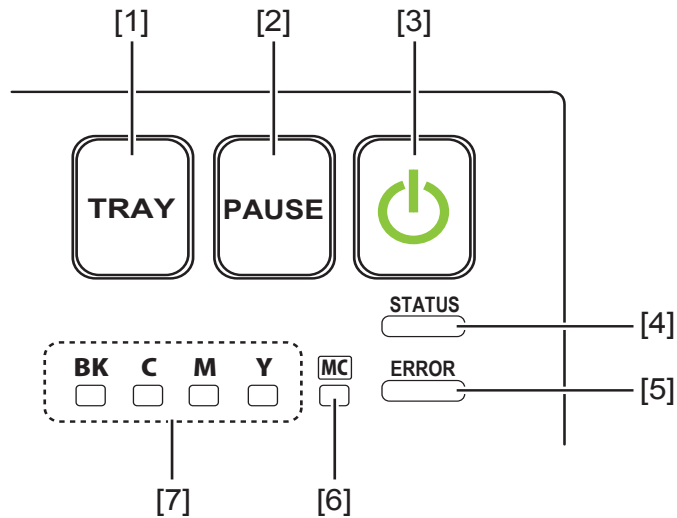 [1] [2] [3]
TRAY PAUSE
STATUS
[4]
BK C M Y MC ERROR
[5]
[7] [6]